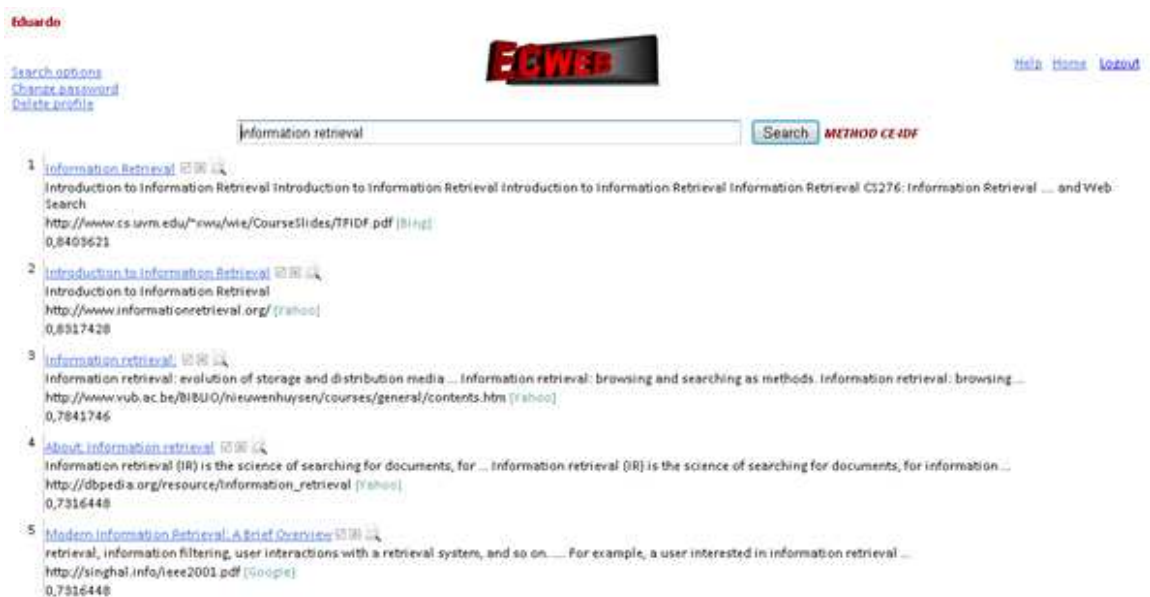 Eduardo
ECWEB
Search options
Change password
Delete profile
Help Home Logout
information retrieval
Search METHOD CE-IDF
1 Information Retrieval
Introduction to Information Retrieval Introduction to Information Retrieval Introduction to Information Retrieval Information Retrieval CS276: Information Retrieval .... and Web
Search
http://www.cs.uvm.edu/~xwu/wie/CourseSlides/TFIDF.pdf [Bing]
0,8403621
2 Introduction to Information Retrieval
Introduction to Information Retrieval
http://www.informationretrieval.org/ [Yahoo]
0,8317428
3 Information retrieval:
Information retrieval: evolution of storage and distribution media ... Information retrieval: browsing and searching as methods. Information retrieval: browsing ...
http://www.vub.ac.be/BIBLIO/nieuwenhuysen/courses/general/contents.htm [Yahoo]
0,7841746
4 About: Information retrieval
Information retrieval (IR) is the science of searching for documents, for ... Information retrieval (IR) is the science of searching for documents, for information ...
http://dbpedia.org/resource/Information_retrieval [Yahoo]
0,7316448
5 Modern Information Retrieval: A Brief Overview
retrieval, information filtering, user interactions with a retrieval system, and so on. .... For example, a user interested in information retrieval ...
http://singhal.info/ieee2001.pdf [Google]
0,7316448